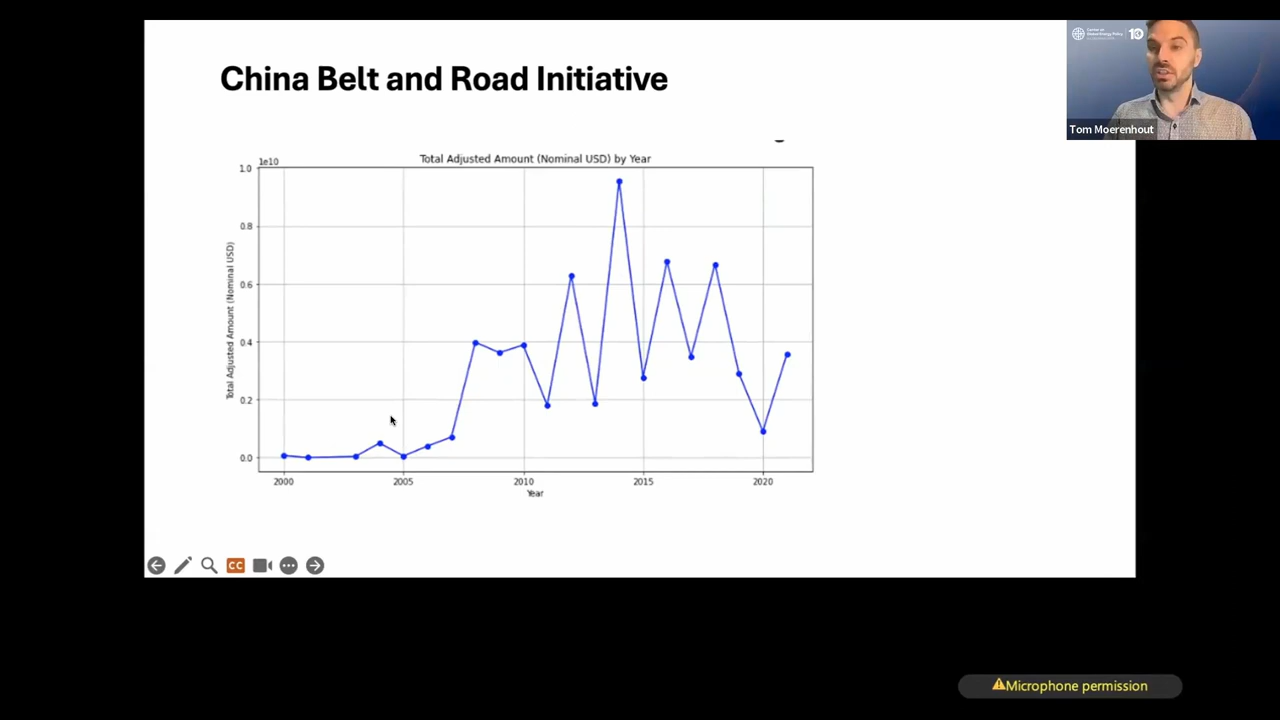 China Belt and Road Initiative
Total Adjusted Amount (Nominal USD) by Year
1e10
1.0
0.8
0.6
0.4
0.2
0.0
Total Adjusted Amount (Nominal USD)
2000 2005 2010 2015 2020
Year
CC
10
Tom Moerenhout
Microphone permission